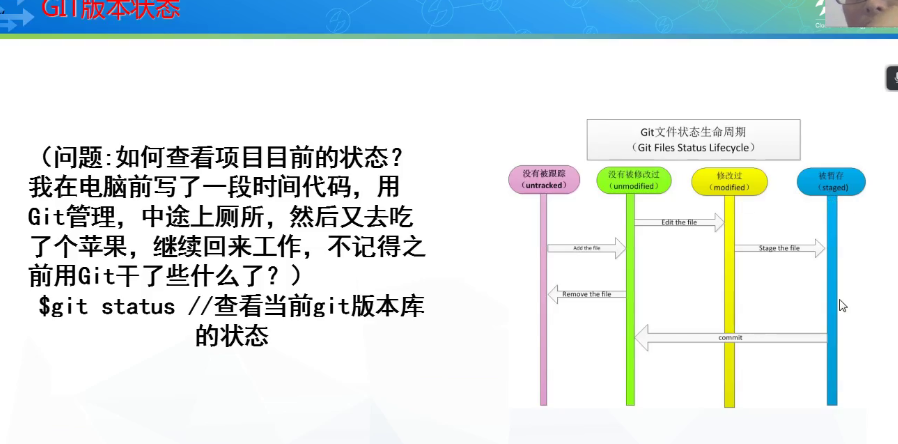 GIT版本状态
(问题:如何查看项目目前的状态?
我在电脑前写了一段时间代码,用
Git管理,中途上厕所,然后又去吃
了个苹果,继续回来工作,不记得之
前用Git干了些什么了?)
$git status //查看当前git版本库
的状态
Git文件状态生命周期
(Git Files Status Lifecycle)
没有被跟踪
(untracked)
没有被修改过
(unmodified)
修改过
(modified)
被暂存
(staged)
Edit the file
Add the file
Stage the file
Remove the file
commit